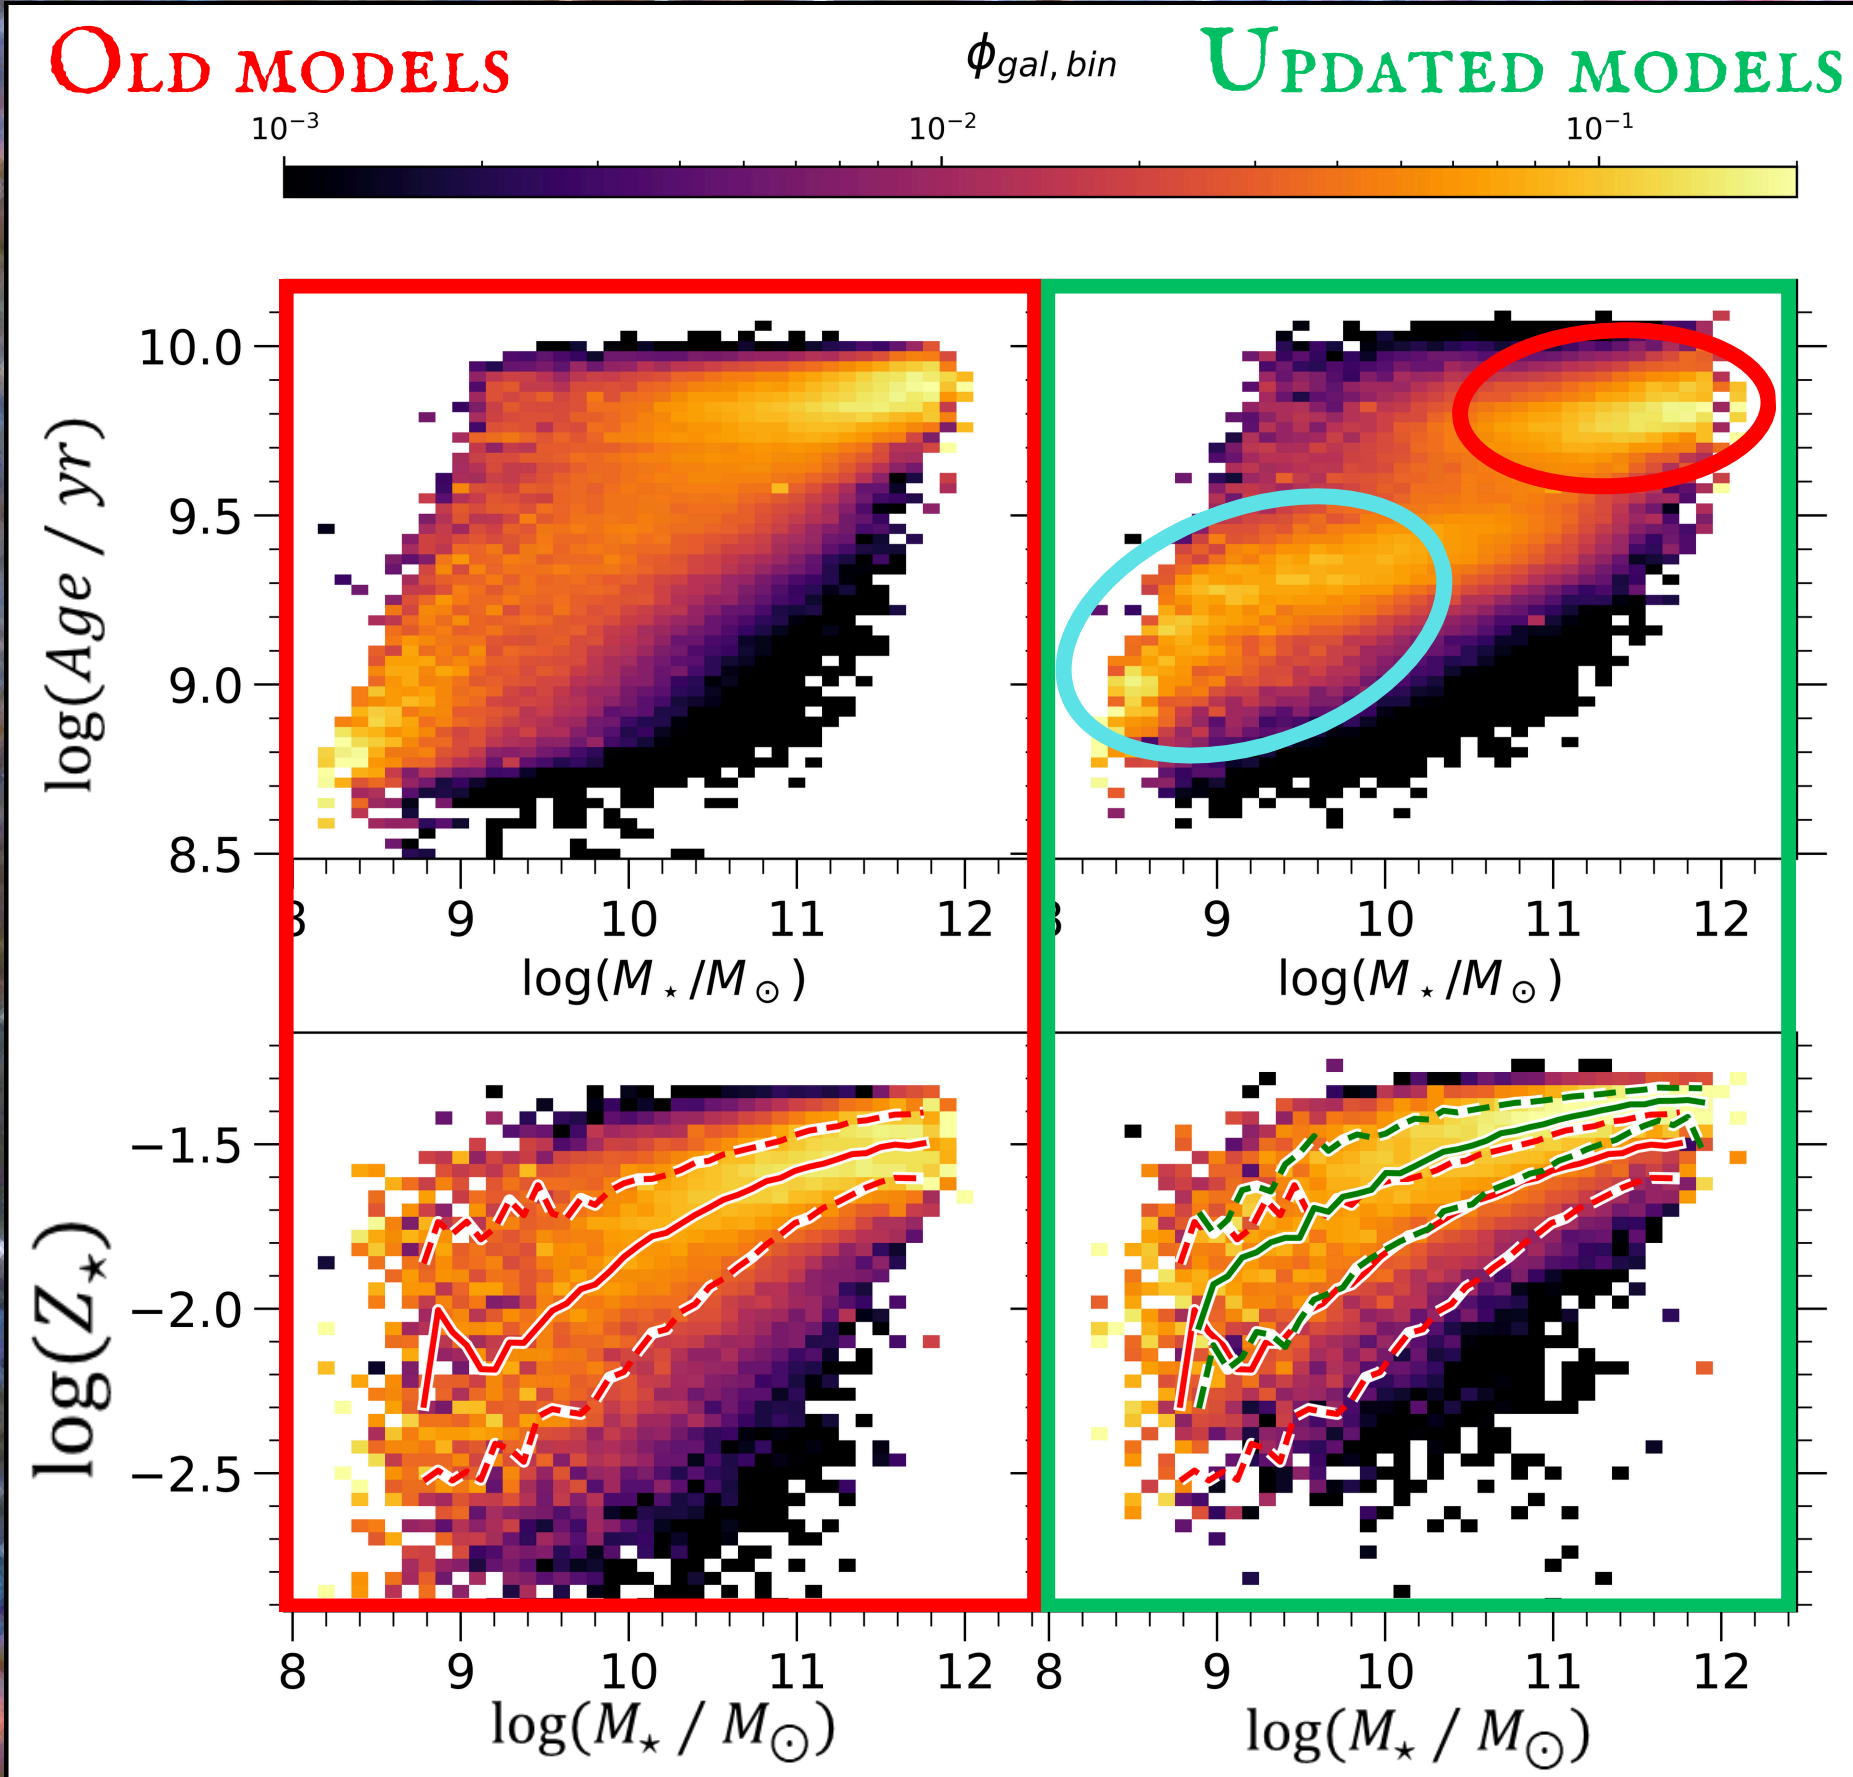 OLD MODELS
ϕgal, bin
UPDATED MODELS
10⁻³ 10⁻² 10⁻¹
log(Age / yr)
10.0
9.5
9.0
8.5
8 9 10 11 12
8 9 10 11 12
log(M⋆/M⊙)
log(M⋆/M⊙)
log(Z⋆)
−1.5
−2.0
−2.5
8 9 10 11 12
8 9 10 11 12
log(M⋆ / M⊙)
log(M⋆ / M⊙)